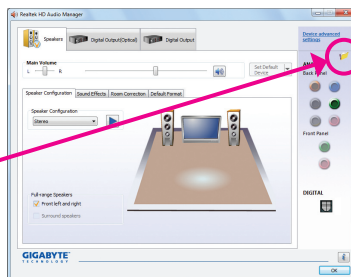 Realtek HD Audio Manager
Speakers
Digital Output(Optical)
Digital Output
Device advanced
settings
Main Volume
L
R
Set Default
Device
Back Panel
Speaker Configuration
Sound Effects
Room Correction
Default Format
Speaker Configuration
Stereo
Front Panel
Full-range Speakers
Front left and right
Surround speakers
DIGITAL
GIGABYTE
TECHNOLOGY
OK